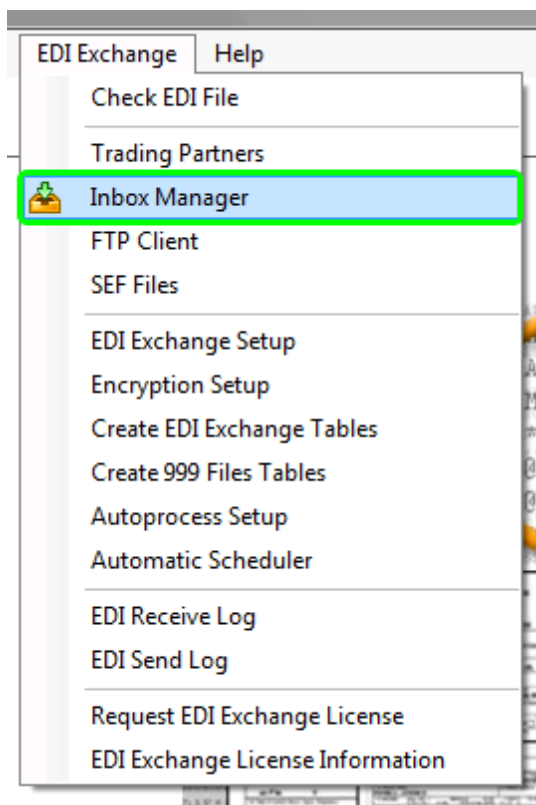 EDI Exchange Help
Check EDI File
Trading Partners
Inbox Manager
FTP Client
SEF Files
EDI Exchange Setup
Encryption Setup
Create EDI Exchange Tables
Create 999 Files Tables
Autoprocess Setup
Automatic Scheduler
EDI Receive Log
EDI Send Log
Request EDI Exchange License
EDI Exchange License Information